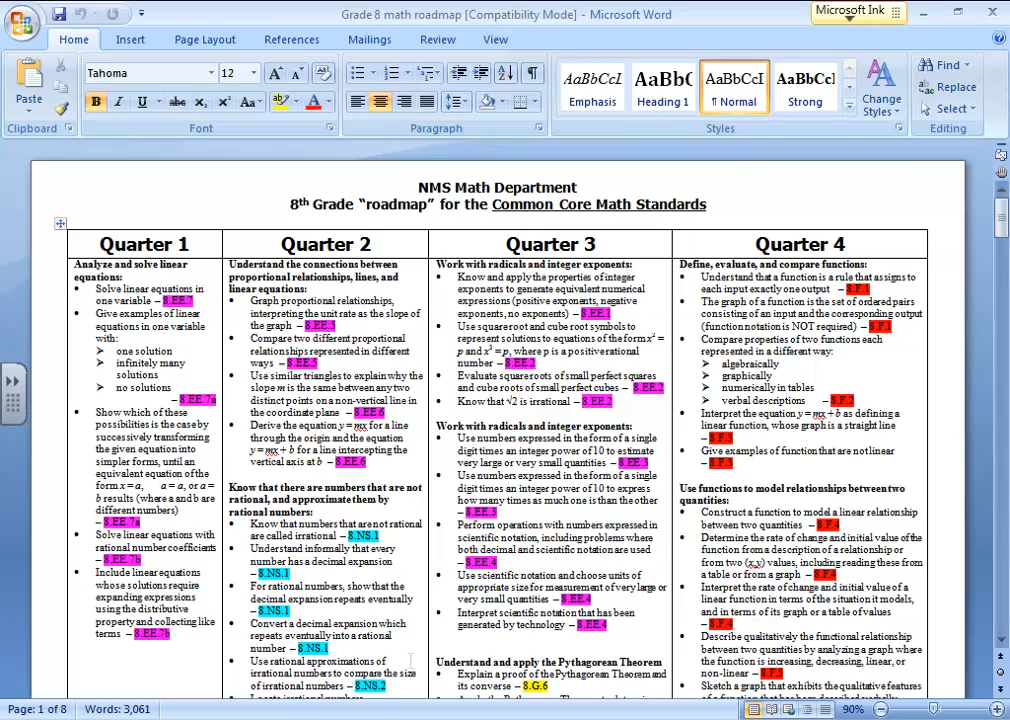 Grade 8 math roadmap [Compatibility Mode] - Microsoft Word
Microsoft Ink
Home Insert Page Layout References Mailings Review View
Paste
Tahoma 12
AaBbCcI AaBb( AaBbCcI AaBbCcl
Emphasis Heading 1 ¶ Normal Strong
Change Styles
Find
Replace
Select
Clipboard Font Paragraph Styles Editing
NMS Math Department
8th Grade “roadmap” for the Common Core Math Standards
Quarter 1
Analyze and solve linear
equations:
• Solve linear equations in
one variable – 8.EE.7
• Give examples of linear
equations in one variable
with:
➢ one solution
➢ infinitely many
solutions
➢ no solutions
– 8.EE.7a
• Show which of these
possibilities is the case by
successively transforming
the given equation into
simpler forms, until an
equivalent equation of the
form x = a, a = a, or a =
b results (where a and b are
different numbers)
– 8.EE.7a
• Solve linear equations with
rational number coefficients
– 8.EE.7b
• Include linear equations
whose solutions require
expanding expressions
using the distributive
property and collecting like
terms – 8.EE.7b
Quarter 2
Understand the connections between
proportional relationships, lines, and
linear equations:
• Graph proportional relationships,
interpreting the unit rate as the slope of
the graph – 8.EE.5
• Compare two different proportional
relationships represented in different
ways – 8.EE.5
• Use similar triangles to explain why the
slope m is the same between any two
distinct points on a non-vertical line in
the coordinate plane – 8.EE.6
• Derive the equation y = mx for a line
through the origin and the equation
y = mx + b for a line intercepting the
vertical axis at b – 8.EE.6
Know that there are numbers that are not
rational, and approximate them by
rational numbers:
• Know that numbers that are not rational
are called irrational – 8.NS.1
• Understand informally that every
number has a decimal expansion
– 8.NS.1
• For rational numbers, show that the
decimal expansion repeats eventually
– 8.NS.1
• Convert a decimal expansion which
repeats eventually into a rational
number – 8.NS.1
• Use rational approximations of
irrational numbers to compare the size
of irrational numbers – 8.NS.2
Quarter 3
Work with radicals and integer exponents:
• Know and apply the properties of integer
exponents to generate equivalent numerical
expressions (positive exponents, negative
exponents, no exponents) – 8.EE.1
• Use square root and cube root symbols to
represent solutions to equations of the form x² =
p and x³ = p, where p is a positive rational
number – 8.EE.2
• Evaluate square roots of small perfect squares
and cube roots of small perfect cubes – 8.EE.2
• Know that √2 is irrational – 8.EE.2
Work with radicals and integer exponents:
• Use numbers expressed in the form of a single
digit times an integer power of 10 to estimate
very large or very small quantities – 8.EE.3
• Use numbers expressed in the form of a single
digit times an integer power of 10 to express
how many times as much one is than the other
– 8.EE.3
• Perform operations with numbers expressed in
scientific notation, including problems where
both decimal and scientific notation are used
– 8.EE.4
• Use scientific notation and choose units of
appropriate size for measurement of very large or
very small quantities – 8.EE.4
• Interpret scientific notation that has been
generated by technology – 8.EE.4
Understand and apply the Pythagorean Theorem
• Explain a proof of the Pythagorean Theorem and
its converse – 8.G.6
Quarter 4
Define, evaluate, and compare functions:
• Understand that a function is a rule that assigns to
each input exactly one output – 8.F.1
• The graph of a function is the set of ordered pairs
consisting of an input and the corresponding output
(function notation is NOT required) – 8.F.1
• Compare properties of two functions each
represented in a different way:
➢ algebraically
➢ graphically
➢ numerically in tables
➢ verbal descriptions – 8.F.2
• Interpret the equation y = mx + b as defining a
linear function, whose graph is a straight line
– 8.F.3
• Give examples of function that are not linear
– 8.F.3
Use functions to model relationships between two
quantities:
• Construct a function to model a linear relationship
between two quantities – 8.F.4
• Determine the rate of change and initial value of the
function from a description of a relationship or
from two (x,y) values, including reading these from
a table or from a graph – 8.F.4
• Interpret the rate of change and initial value of a
linear function in terms of the situation it models,
and in terms of its graph or a table of values
– 8.F.4
• Describe qualitatively the functional relationship
between two quantities by analyzing a graph where
the function is increasing, decreasing, linear, or
non-linear – 8.F.5
• Sketch a graph that exhibits the qualitative features
Page: 1 of 8 Words: 3,061 90%